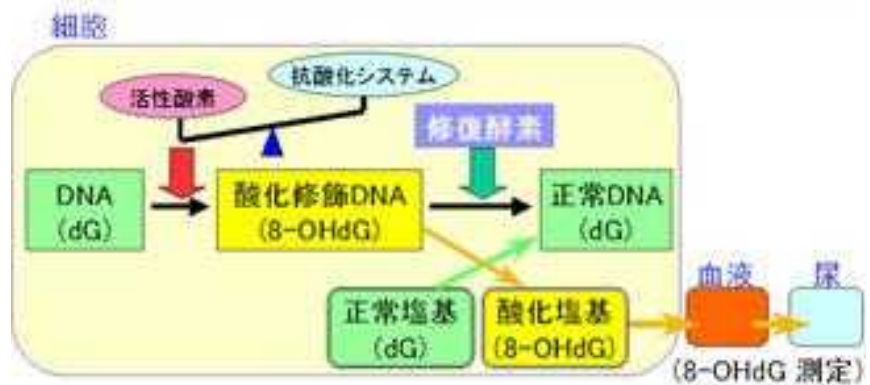 細胞
抗酸化システム
活性酸素
修復酵素
DNA
(dG)
酸化修飾DNA
(8-OHdG)
正常DNA
(dG)
正常塩基
(dG)
酸化塩基
(8-OHdG)
血液
尿
(8-OHdG 測定)